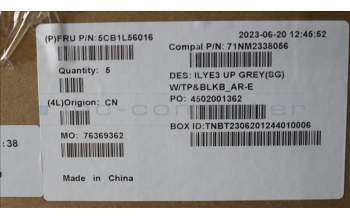 (P)FRU P/N:5CB1L56016
2023-06-20 12:45:52
Compal P/N: 71NM2338056
Quantity: 5
DES: ILYE3 UP GREY(SG)
W/TP&BLKB_AR-E
(4L)Origion: CN
PO: 4502001362
MO: 76369362
BOX ID:TNBT2306201244010006
:38
Made in China